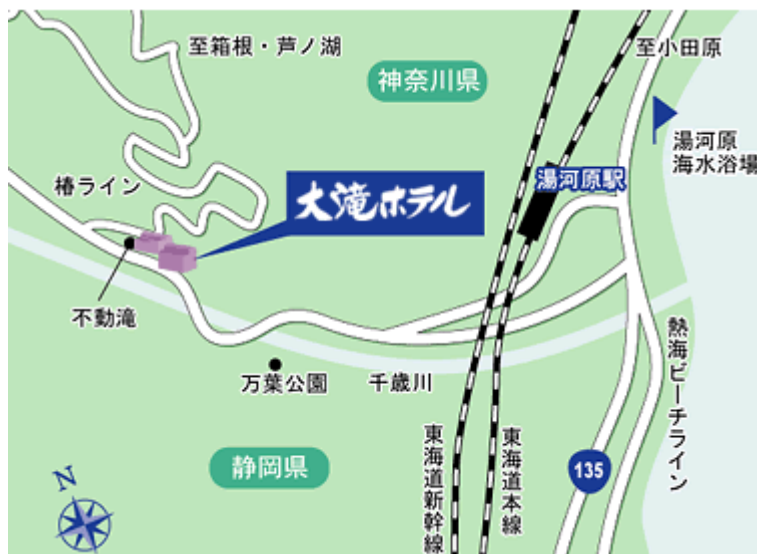 至箱根・芦ノ湖
至小田原
神奈川県
湯河原
海水浴場
湯河原駅
椿ライン
大滝ホテル
不動滝
万葉公園
千歳川
熱海ビーチライン
東海道新幹線
東海道本線
静岡県
135
N